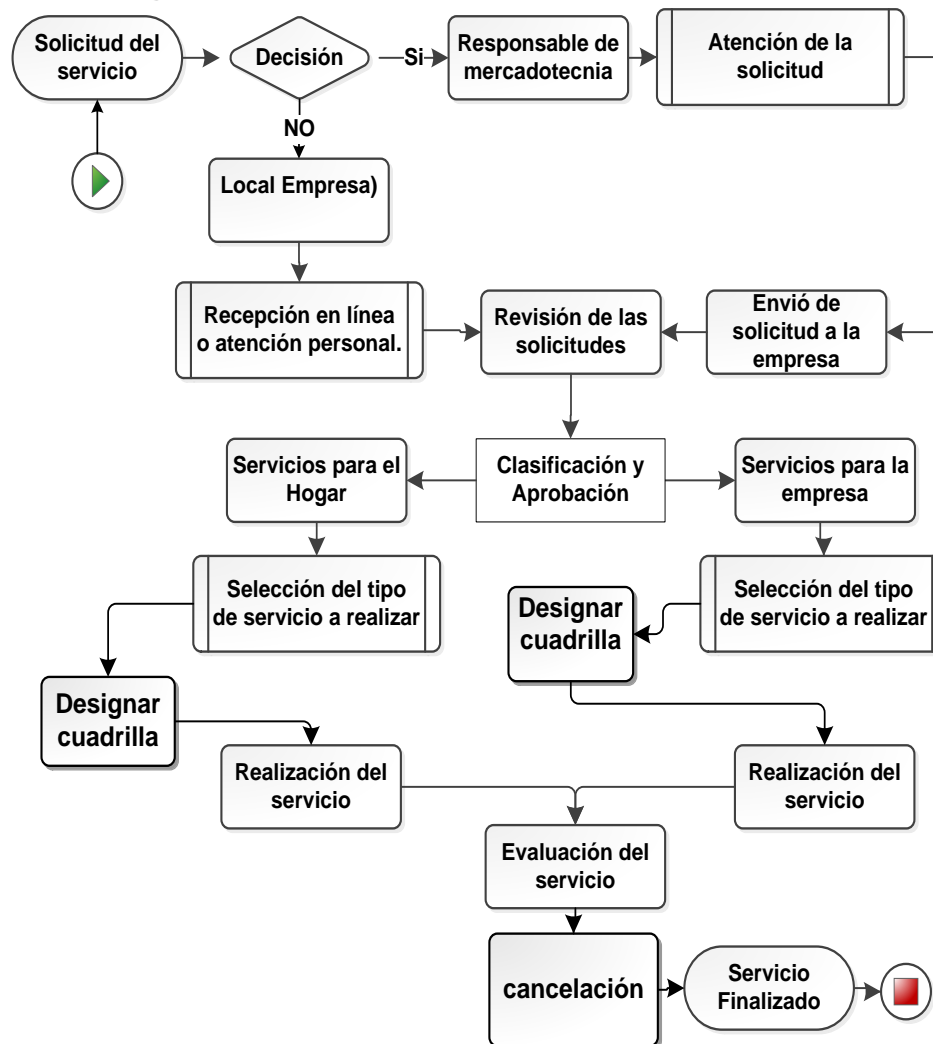 Solicitud del
servicio
Decisión
Si
Responsable de
mercadotecnia
Atención de la
solicitud
NO
Local Empresa)
Recepción en línea
o atención personal.
Revisión de las
solicitudes
Envió de
solicitud a la
empresa
Servicios para el
Hogar
Clasificación y
Aprobación
Servicios para la
empresa
Selección del tipo
de servicio a realizar
Designar
cuadrilla
Selección del tipo
de servicio a realizar
Designar
cuadrilla
Realización del
servicio
Realización del
servicio
Evaluación del
servicio
cancelación
Servicio
Finalizado